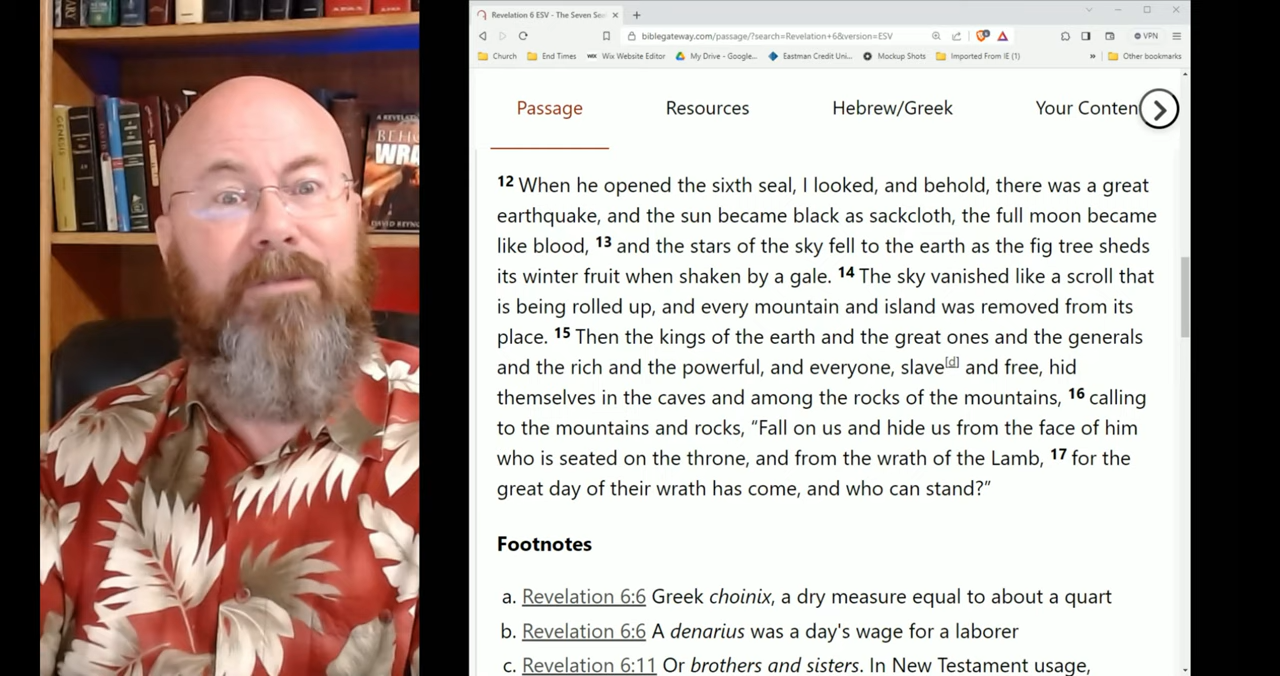 GENESIS
A REVELA
BEHO
WRA
DAVID REYN
Revelation 6 ESV - The Seven Se
biblegateway.com/passage/?search=Revelation+6&version=ESV
VPN
Church
End Times
WIX Wix Website Editor
My Drive - Google...
Eastman Credit Uni...
Mockup Shots
Imported From IE (1)
»
Other bookmarks
Passage
Resources
Hebrew/Greek
Your Conten
12 When he opened the sixth seal, I looked, and behold, there was a great
earthquake, and the sun became black as sackcloth, the full moon became
like blood, 13 and the stars of the sky fell to the earth as the fig tree sheds
its winter fruit when shaken by a gale. 14 The sky vanished like a scroll that
is being rolled up, and every mountain and island was removed from its
place. 15 Then the kings of the earth and the great ones and the generals
and the rich and the powerful, and everyone, slave[d] and free, hid
themselves in the caves and among the rocks of the mountains, 16 calling
to the mountains and rocks, “Fall on us and hide us from the face of him
who is seated on the throne, and from the wrath of the Lamb, 17 for the
great day of their wrath has come, and who can stand?”
Footnotes
a. Revelation 6:6 Greek choinix, a dry measure equal to about a quart
b. Revelation 6:6 A denarius was a day's wage for a laborer
c. Revelation 6:11 Or brothers and sisters. In New Testament usage,